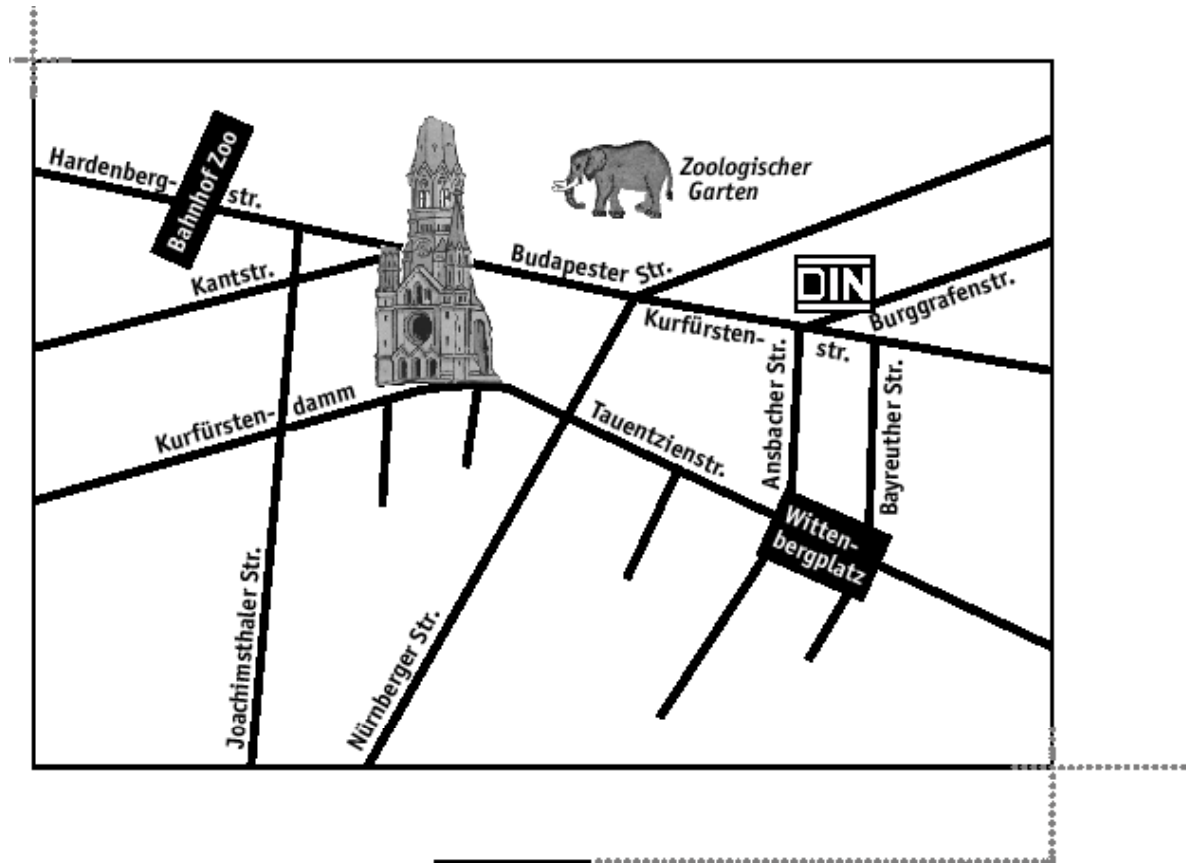 Hardenberg-
str.
Bahnhof Zoo
Kantstr.
Zoologischer
Garten
Budapester Str.
DIN
Burggrafenstr.
Kurfürsten-
str.
Kurfürsten-
damm
Tauentzienstr.
Ansbacher Str.
Bayreuther Str.
Witten-
bergplatz
Joachimsthaler Str.
Nürnberger Str.